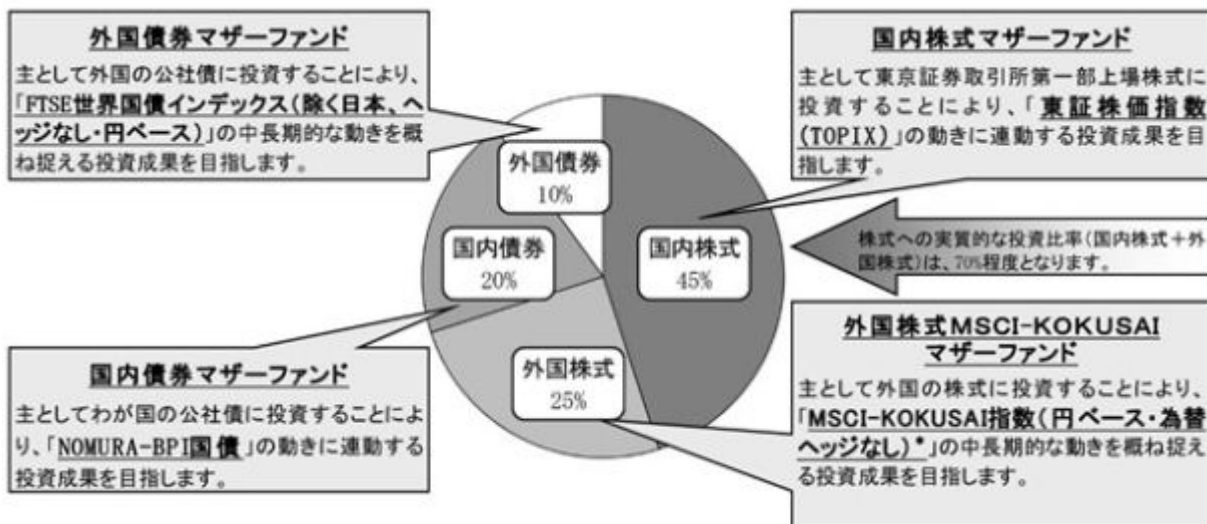 外国債券マザーファンド
主として外国の公社債に投資することにより、
「FTSE世界国債インデックス(除く日本、ヘ
ッジなし・円ベース)」の中長期的な動きを概
ね捉える投資成果を目指します。
国内株式マザーファンド
主として東京証券取引所第一部上場株式に
投資することにより、「東証株価指数
(TOPIX)」の動きに連動する投資成果を目
指します。
外国債券
10%
国内債券
20%
国内株式
45%
外国株式
25%
株式への実質的な投資比率(国内株式+外
国株式)は、70%程度となります。
国内債券マザーファンド
主としてわが国の公社債に投資することによ
り、「NOMURA-BPI国債」の動きに連動する
投資成果を目指します。
外国株式MSCI-KOKUSAI
マザーファンド
主として外国の株式に投資することにより、
「MSCI-KOKUSAI指数(円ベース・為替
ヘッジなし)*」の中長期的な動きを概ね捉え
る投資成果を目指します。